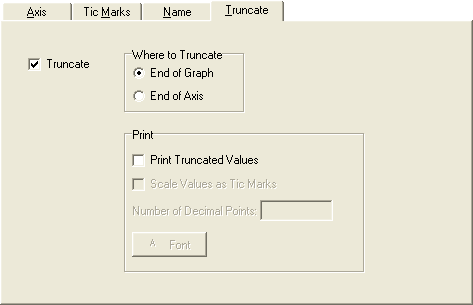 Axis Tic Marks Name Truncate
Truncate
Where to Truncate
End of Graph
End of Axis
Print
Print Truncated Values
Scale Values as Tic Marks
Number of Decimal Points:
A Font